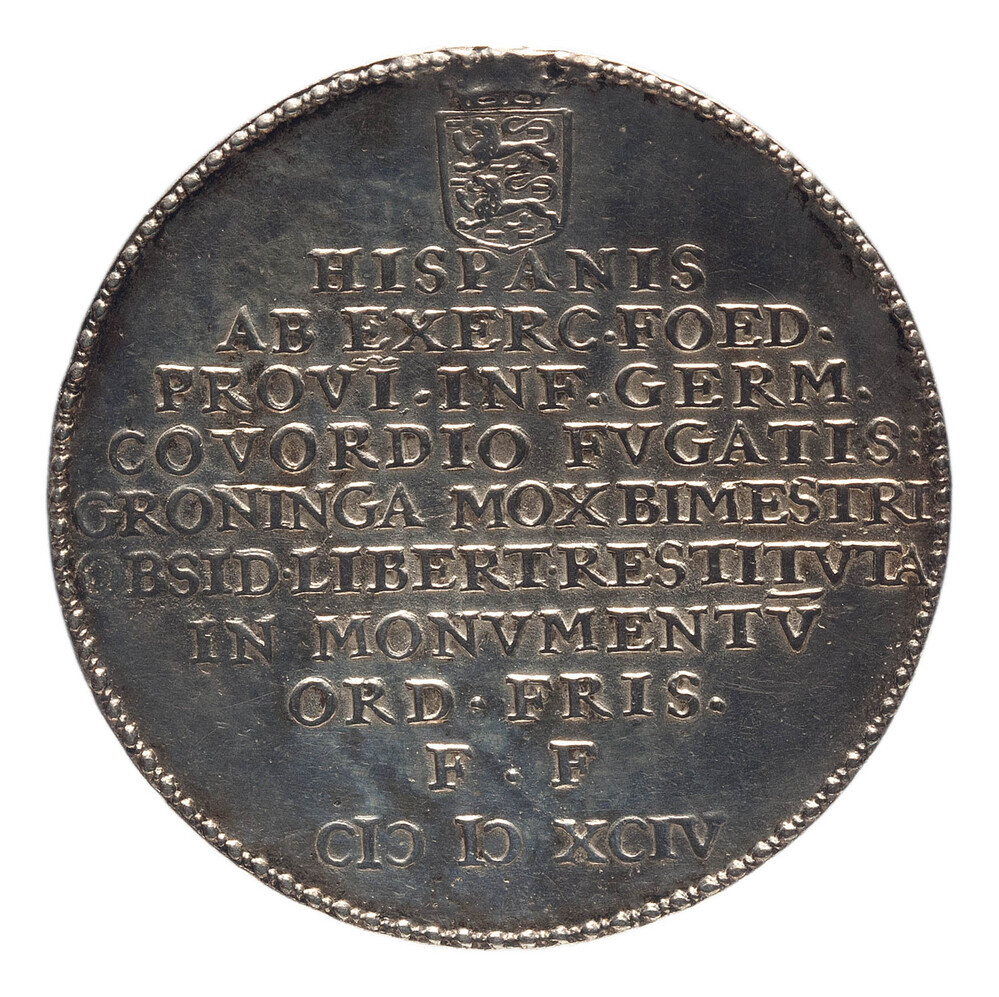 HISPANIS
AB EXERC·FOED·
PROVĪ·INF·GERM·
COVORDIO FVGATIS:
GRONINGA MOX BIMESTRI
OBSID·LIBERT·RESTITVTA
IN MONVMENTV̄
ORD·FRIS·
F·F
CIↃ IↃ XCIV